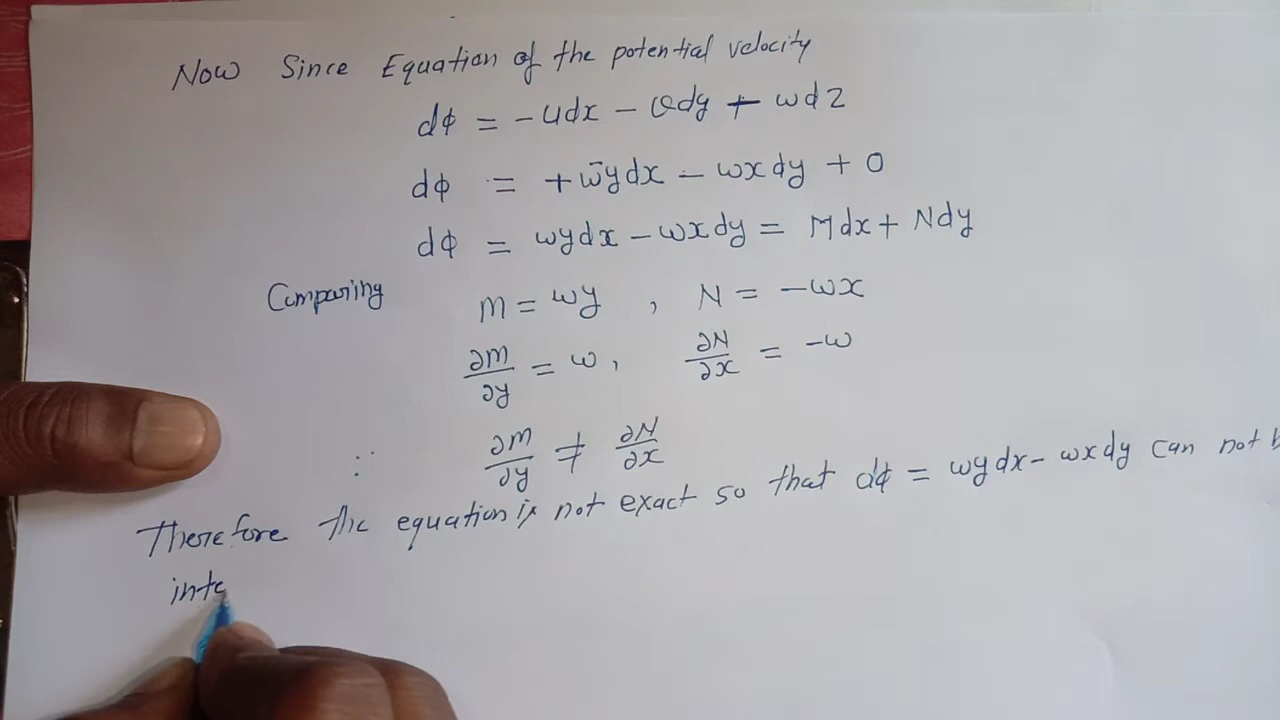 Now Since Equation of the potential velocity
dϕ = -udx - vdy + wdz
dϕ = + ωydx - ωxdy + 0
dϕ = ωydx - ωxdy = Mdx + Ndy
Comparing M = ωy , N = -ωx
∂M/∂y = ω , ∂N/∂x = -ω
∴ ∂M/∂y ≠ ∂N/∂x
Therefore the equation is not exact so that dϕ = ωydx - ωxdy can not b
inte